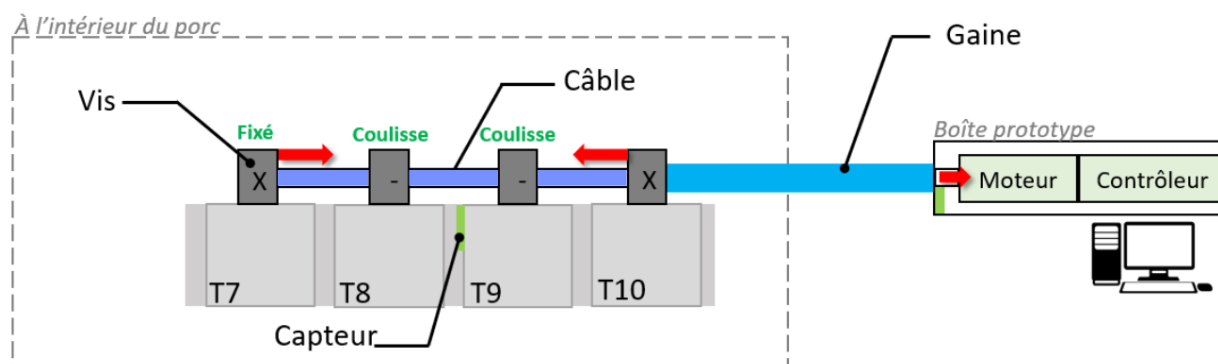 À l'intérieur du porc
Gaine
Vis
Câble
Fixé
Coulisse
Coulisse
Boîte prototype
X
-
-
X
Moteur
Contrôleur
T7
T8
T9
T10
Capteur